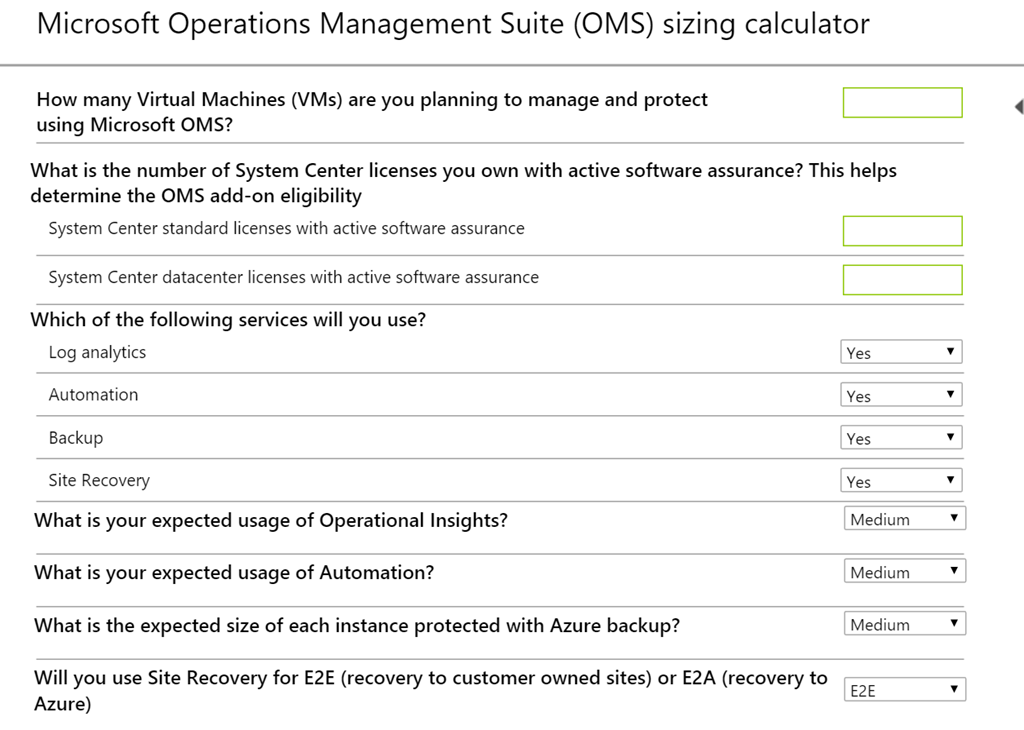 Microsoft Operations Management Suite (OMS) sizing calculator
How many Virtual Machines (VMs) are you planning to manage and protect
using Microsoft OMS?
What is the number of System Center licenses you own with active software assurance? This helps
determine the OMS add-on eligibility
System Center standard licenses with active software assurance
System Center datacenter licenses with active software assurance
Which of the following services will you use?
Log analytics Yes
Automation Yes
Backup Yes
Site Recovery Yes
What is your expected usage of Operational Insights? Medium
What is your expected usage of Automation? Medium
What is the expected size of each instance protected with Azure backup? Medium
Will you use Site Recovery for E2E (recovery to customer owned sites) or E2A (recovery to
Azure) E2E